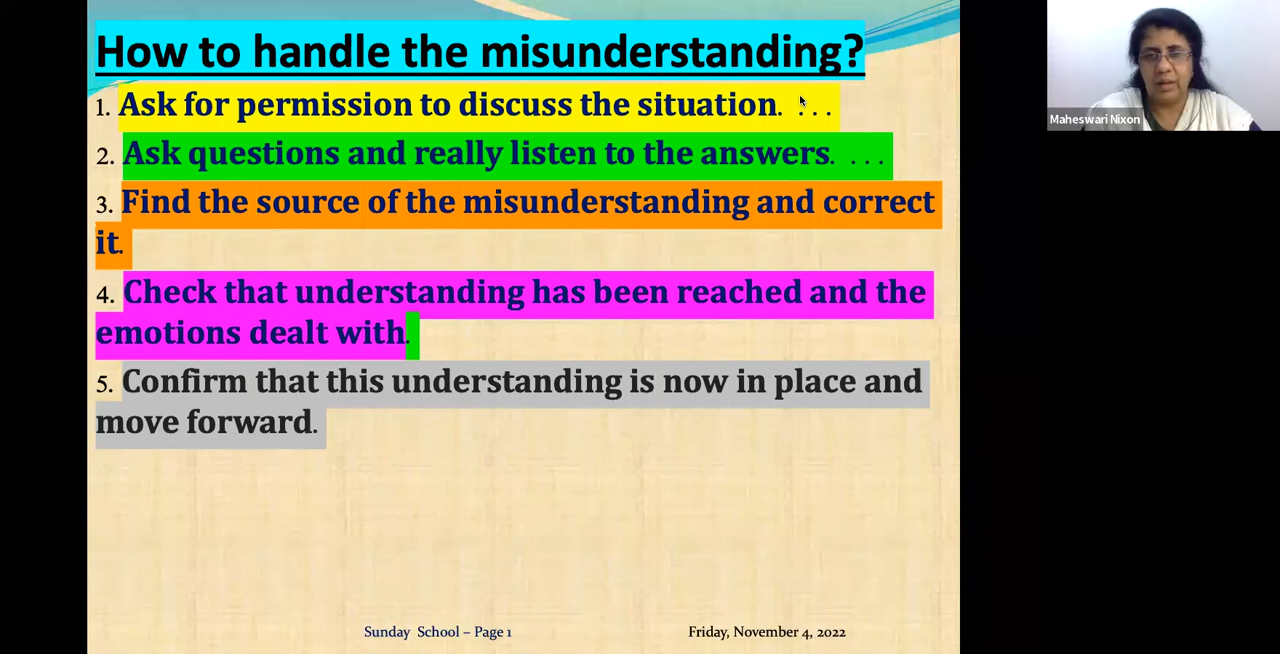 How to handle the misunderstanding?
1. Ask for permission to discuss the situation. ...
2. Ask questions and really listen to the answers. ...
3. Find the source of the misunderstanding and correct
it.
4. Check that understanding has been reached and the
emotions dealt with.
5. Confirm that this understanding is now in place and
move forward.
Sunday School – Page 1
Friday, November 4, 2022
Maheswari Nixon